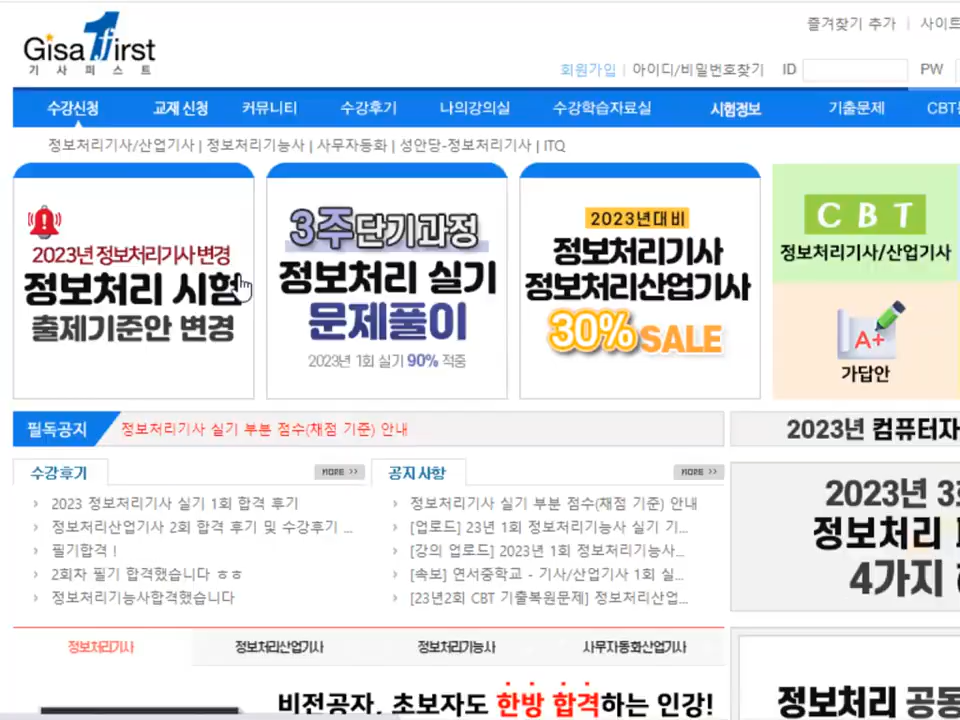 Gisa1first
기사퍼스트
즐겨찾기 추가 | 사이트
회원가입 | 아이디/비밀번호찾기 ID PW
수강신청 교재 신청 커뮤니티 수강후기 나의강의실 수강학습자료실 시험정보 기출문제 CBT
정보처리기사/산업기사 | 정보처리기능사 | 사무자동화 | 성안당-정보처리기사 | ITQ
2023년 정보처리기사 변경
정보처리 시험
출제기준안 변경
3주단기과정
정보처리 실기
문제풀이
2023년 1회 실기 90% 적중
2023년 대비
정보처리기사
정보처리산업기사
30% SALE
CBT
정보처리기사/산업기사
A+
가답안
필독공지 정보처리기사 실기 부분 점수(채점 기준) 안내
2023년 컴퓨터자
수강후기 MORE >>
2023 정보처리기사 실기 1회 합격 후기
정보처리산업기사 2회 합격 후기 및 수강후기 ...
필기합격 !
2회차 필기 합격했습니다 ㅎㅎ
정보처리기능사합격했습니다
공지사항 MORE >>
정보처리기사 실기 부분 점수(채점 기준) 안내
[업로드] 23년 1회 정보처리기능사 실기 기...
[강의 업로드] 2023년 1회 정보처리기능사...
[속보] 연서중학교 - 기사/산업기사 1회 실...
[23년2회 CBT 기출복원문제] 정보처리산업...
2023년 3회
정보처리
4가지
정보처리기사 정보처리산업기사 정보처리기능사 사무자동화산업기사
비전공자, 초보자도 한방 합격하는 인강!
정보처리 공동